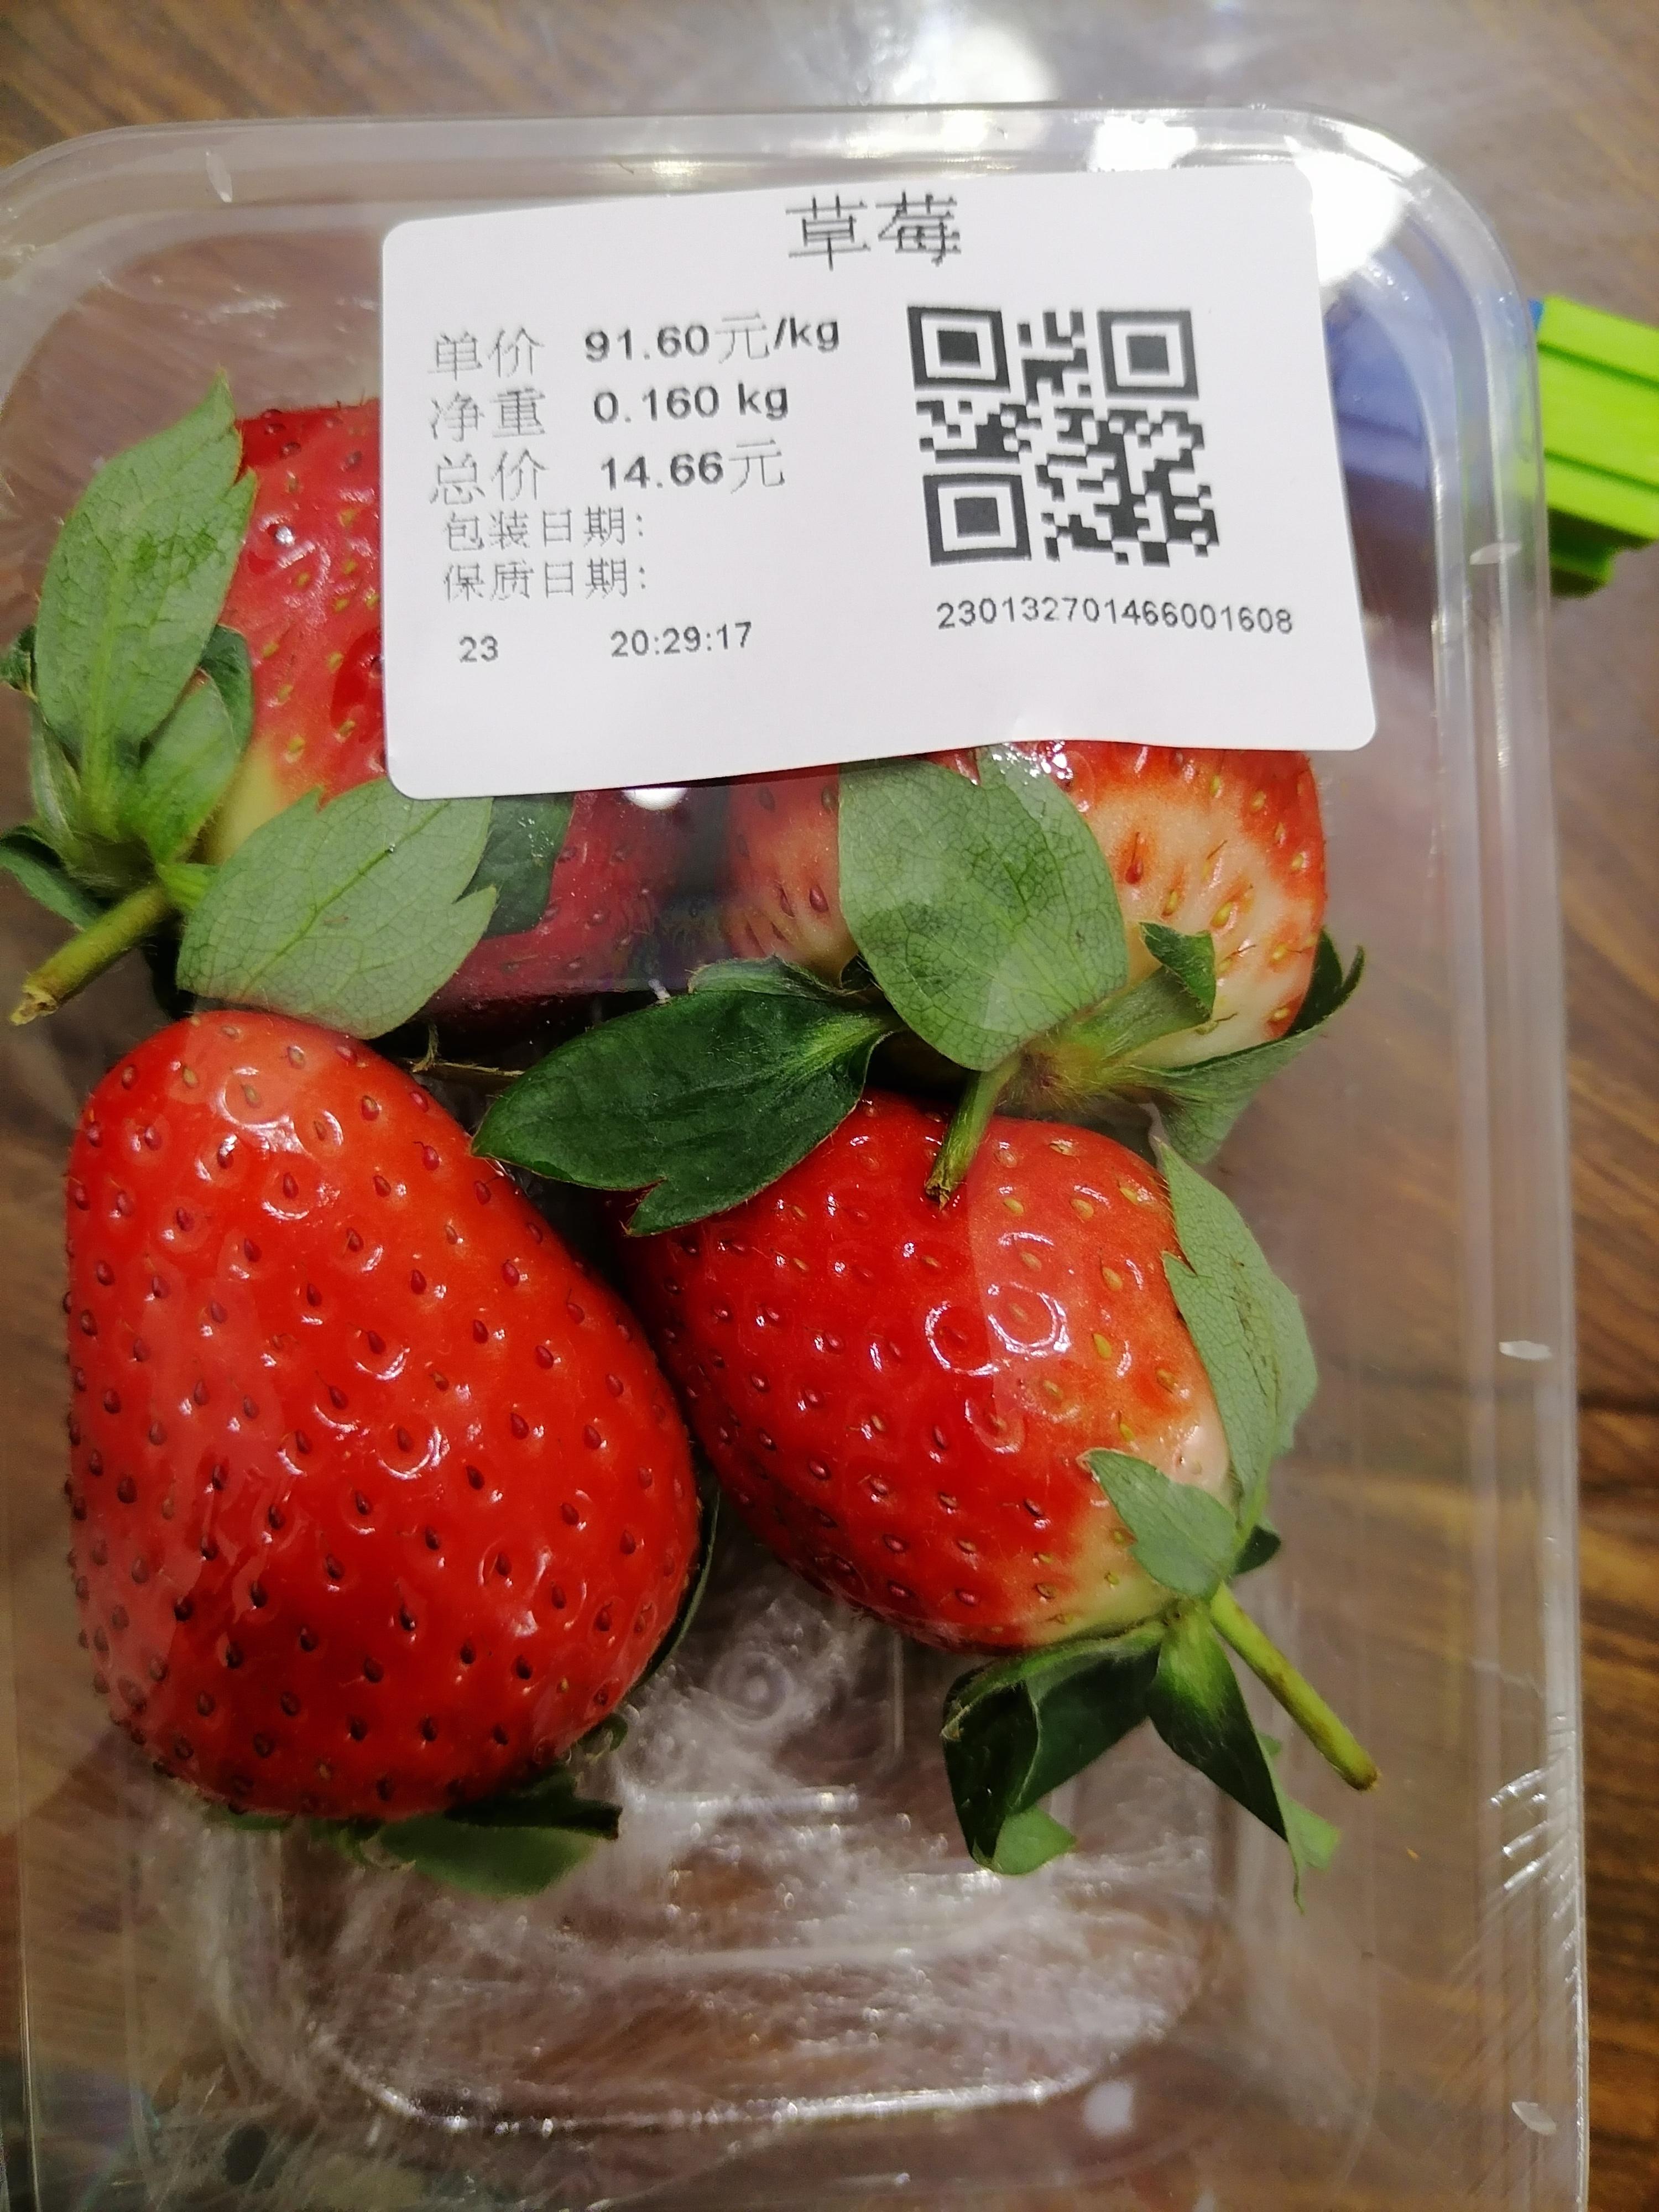 草莓
单价 91.60元/kg
净重 0.160 kg
总价 14.66元
包装日期:
保质日期:
23 20:29:17
230132701466001608